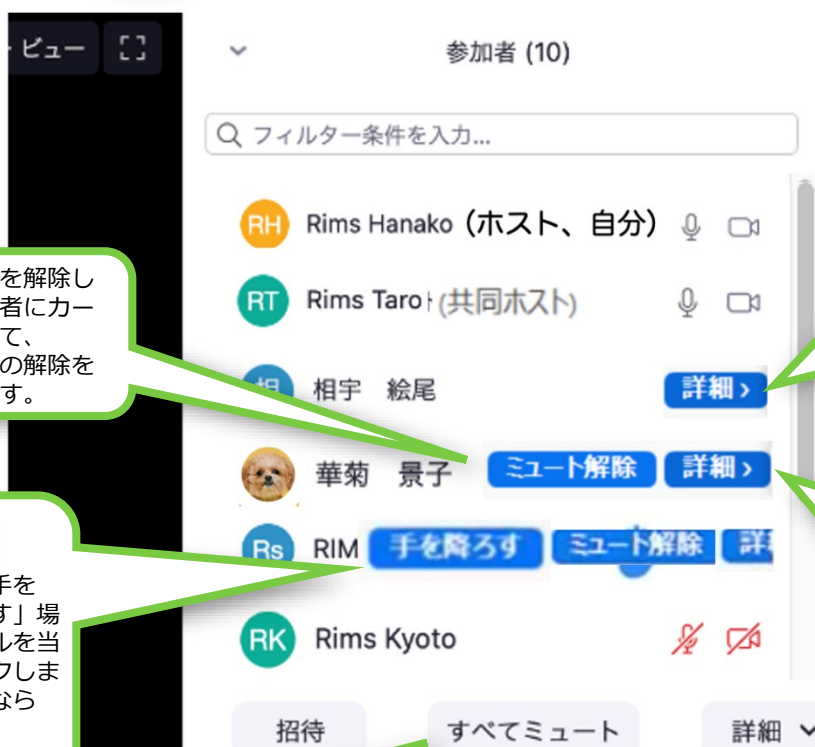 ビュー
参加者 (10)
フィルター条件を入力...
RH Rims Hanako（ホスト、自分）
RT Rims Taro (共同ホスト)
を解除し
者にカー
て、
の解除を
す。
相宇 絵尾 詳細 ›
華菊 景子 ミュート解除 詳細 ›
Rs RIM 手を降ろす ミュート解除
手を
す」場
ルを当
クしま
なら
RK Rims Kyoto
招待 すべてミュート 詳細